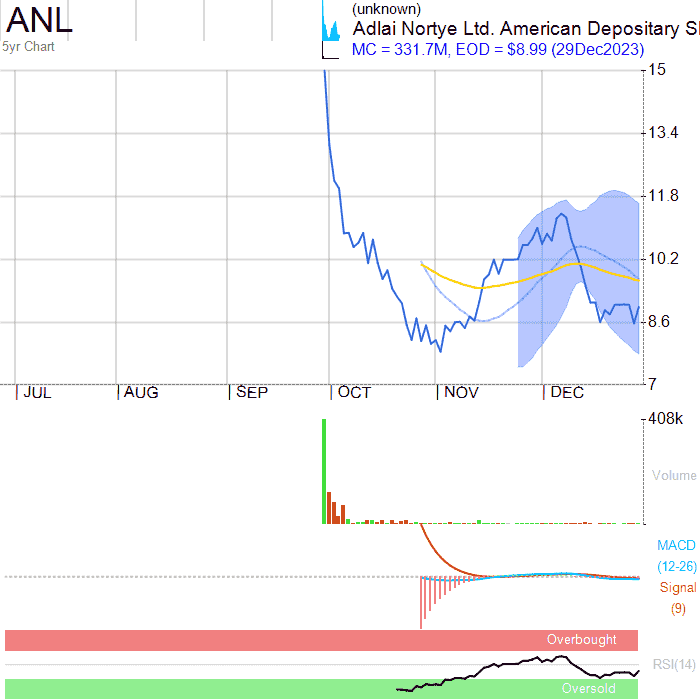 ANL
5yr Chart
(unknown)
Adlai Nortye Ltd. American Depositary S
MC = 331.7M, EOD = $8.99 (29Dec2023)
15
13.4
11.8
10.2
8.6
7
JUL AUG SEP OCT NOV DEC
408k
Volume
MACD
(12-26)
Signal
(9)
Overbought
RSI(14)
Oversold